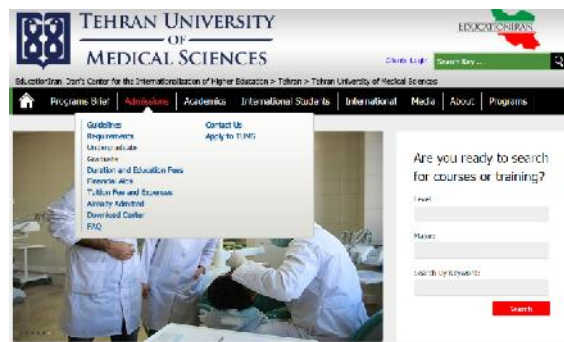 TEHRAN UNIVERSITY
OF
MEDICAL SCIENCES
EDUCATIONIRAN
Clients Login
Search Key ...
EducationIran, Iran's Center for the Internationalization of Higher Education > Tehran > Tehran University of Medical Sciences
Programs Brief
Admissions
Academics
International Students
International
Media
About
Programs
Guidelines
Requirements
Undergraduate
Graduate
Duration and Education Fees
Financial Aids
Tuition Fee and Expenses
Already Admitted
Download Center
FAQ
Contact Us
Apply to TUMS
Are you ready to search
for courses or training?
Level:
Major:
Search by Keyword:
Search